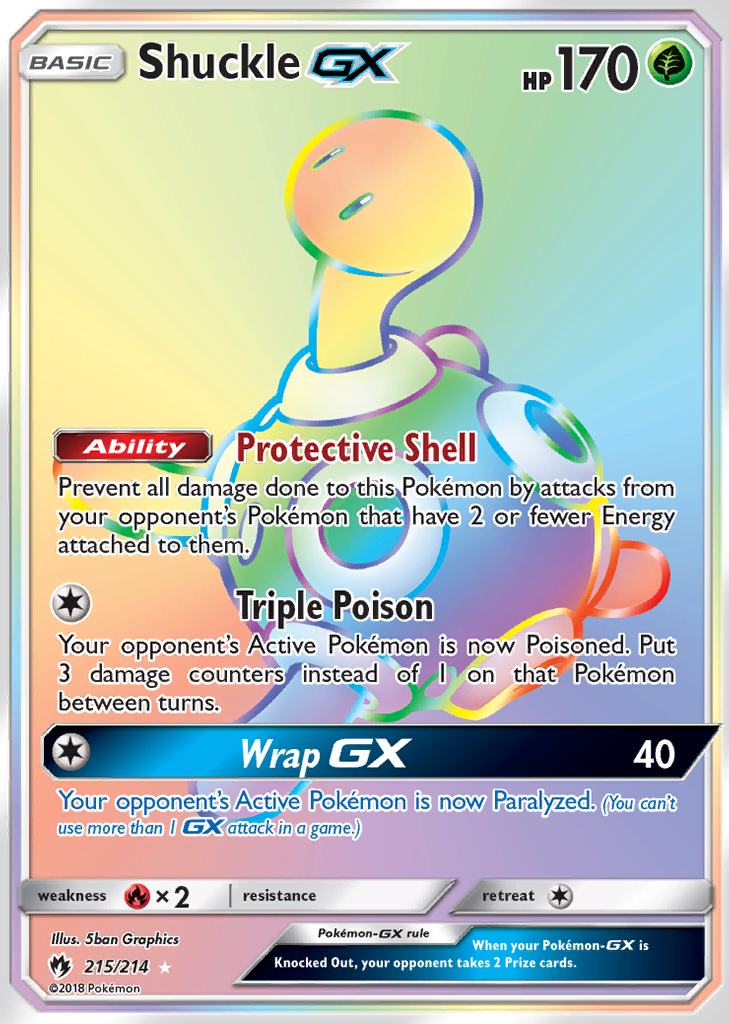 BASIC Shuckle GX HP 170
Ability Protective Shell
Prevent all damage done to this Pokémon by attacks from
your opponent's Pokémon that have 2 or fewer Energy
attached to them.
Triple Poison
Your opponent's Active Pokémon is now Poisoned. Put
3 damage counters instead of 1 on that Pokémon
between turns.
Wrap GX 40
Your opponent's Active Pokémon is now Paralyzed. (You can't
use more than 1 GX attack in a game.)
weakness ×2 resistance retreat
Illus. 5ban Graphics
215/214
©2018 Pokémon
Pokémon-GX rule
When your Pokémon-GX is
Knocked Out, your opponent takes 2 Prize cards.